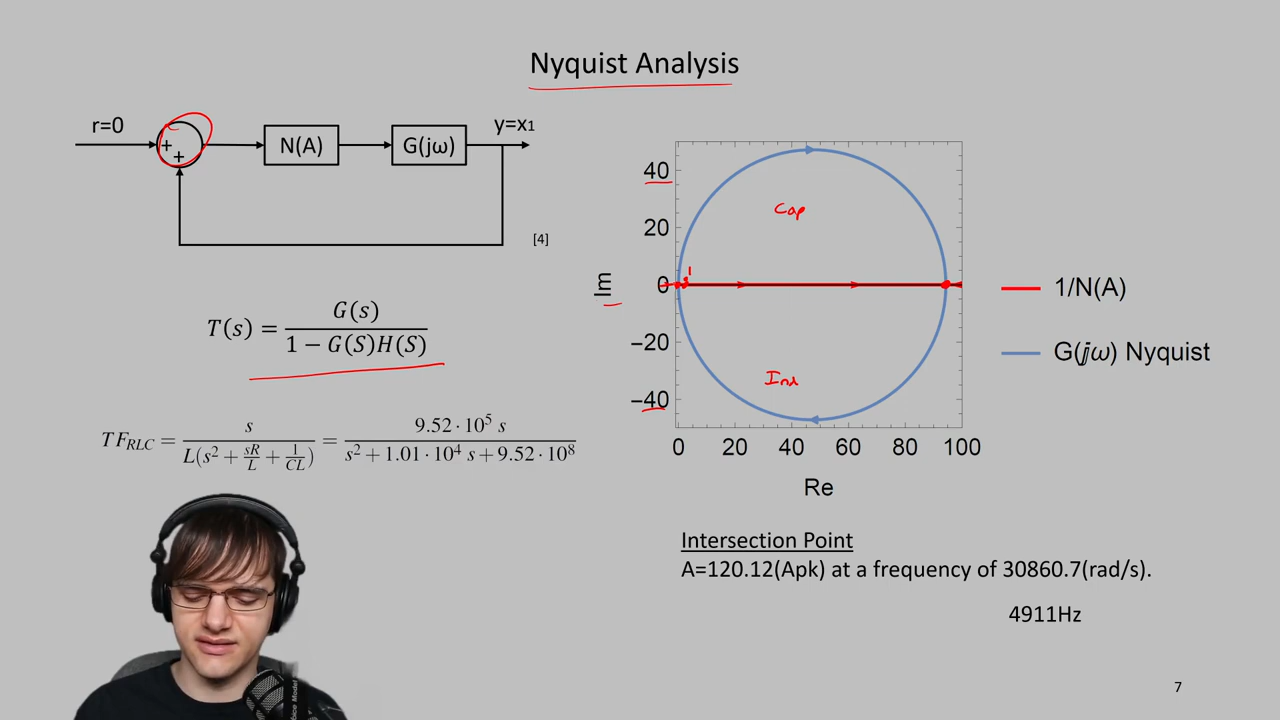 Nyquist Analysis
r=0
+
+
N(A)
G(jω)
y=x₁
[4]
T(s) = G(s) / 1 − G(S)H(S)
TF_RLC = s / L(s² + sR/L + 1/CL) = 9.52·10⁵ s / s² + 1.01·10⁴ s + 9.52·10⁸
40
20
0
−20
−40
Im
Cap
Ind
0 20 40 60 80 100
Re
1/N(A)
G(jω) Nyquist
Intersection Point
A=120.12(Apk) at a frequency of 30860.7(rad/s).
4911Hz
7